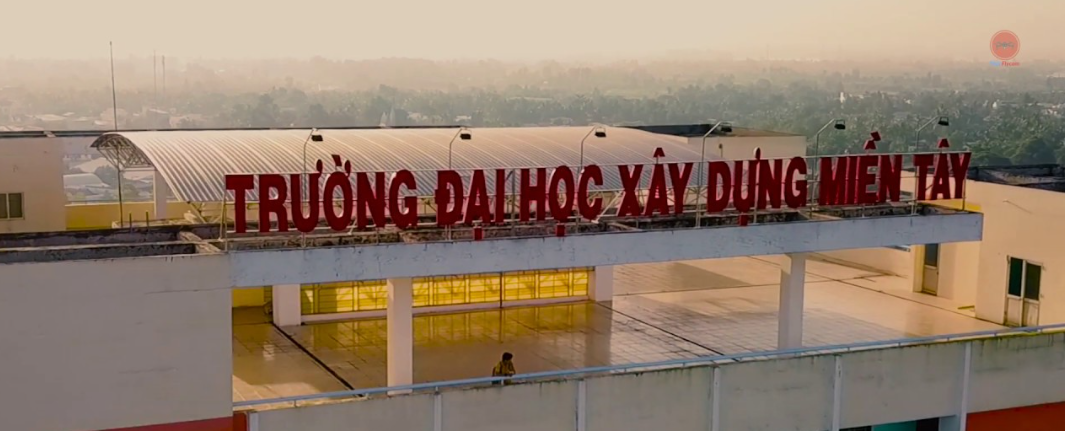 TRƯỜNG ĐẠI HỌC XÂY DỰNG MIỀN TÂY